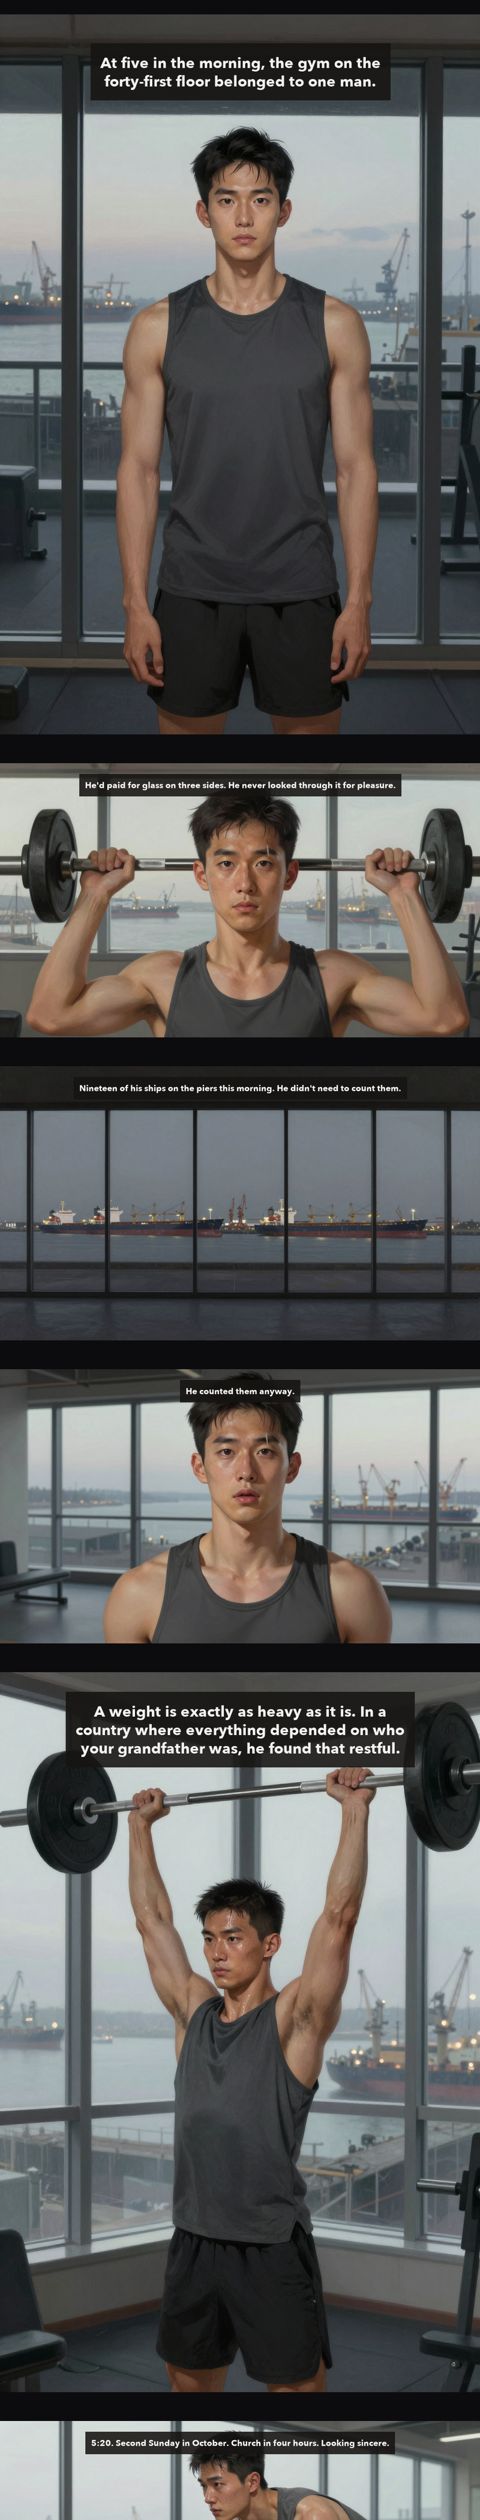 At five in the morning, the gym on the
forty-first floor belonged to one man.
He'd paid for glass on three sides. He never looked through it for pleasure.
Nineteen of his ships on the piers this morning. He didn't need to count them.
He counted them anyway.
A weight is exactly as heavy as it is. In a
country where everything depended on who
your grandfather was, he found that restful.
5:20. Second Sunday in October. Church in four hours. Looking sincere.